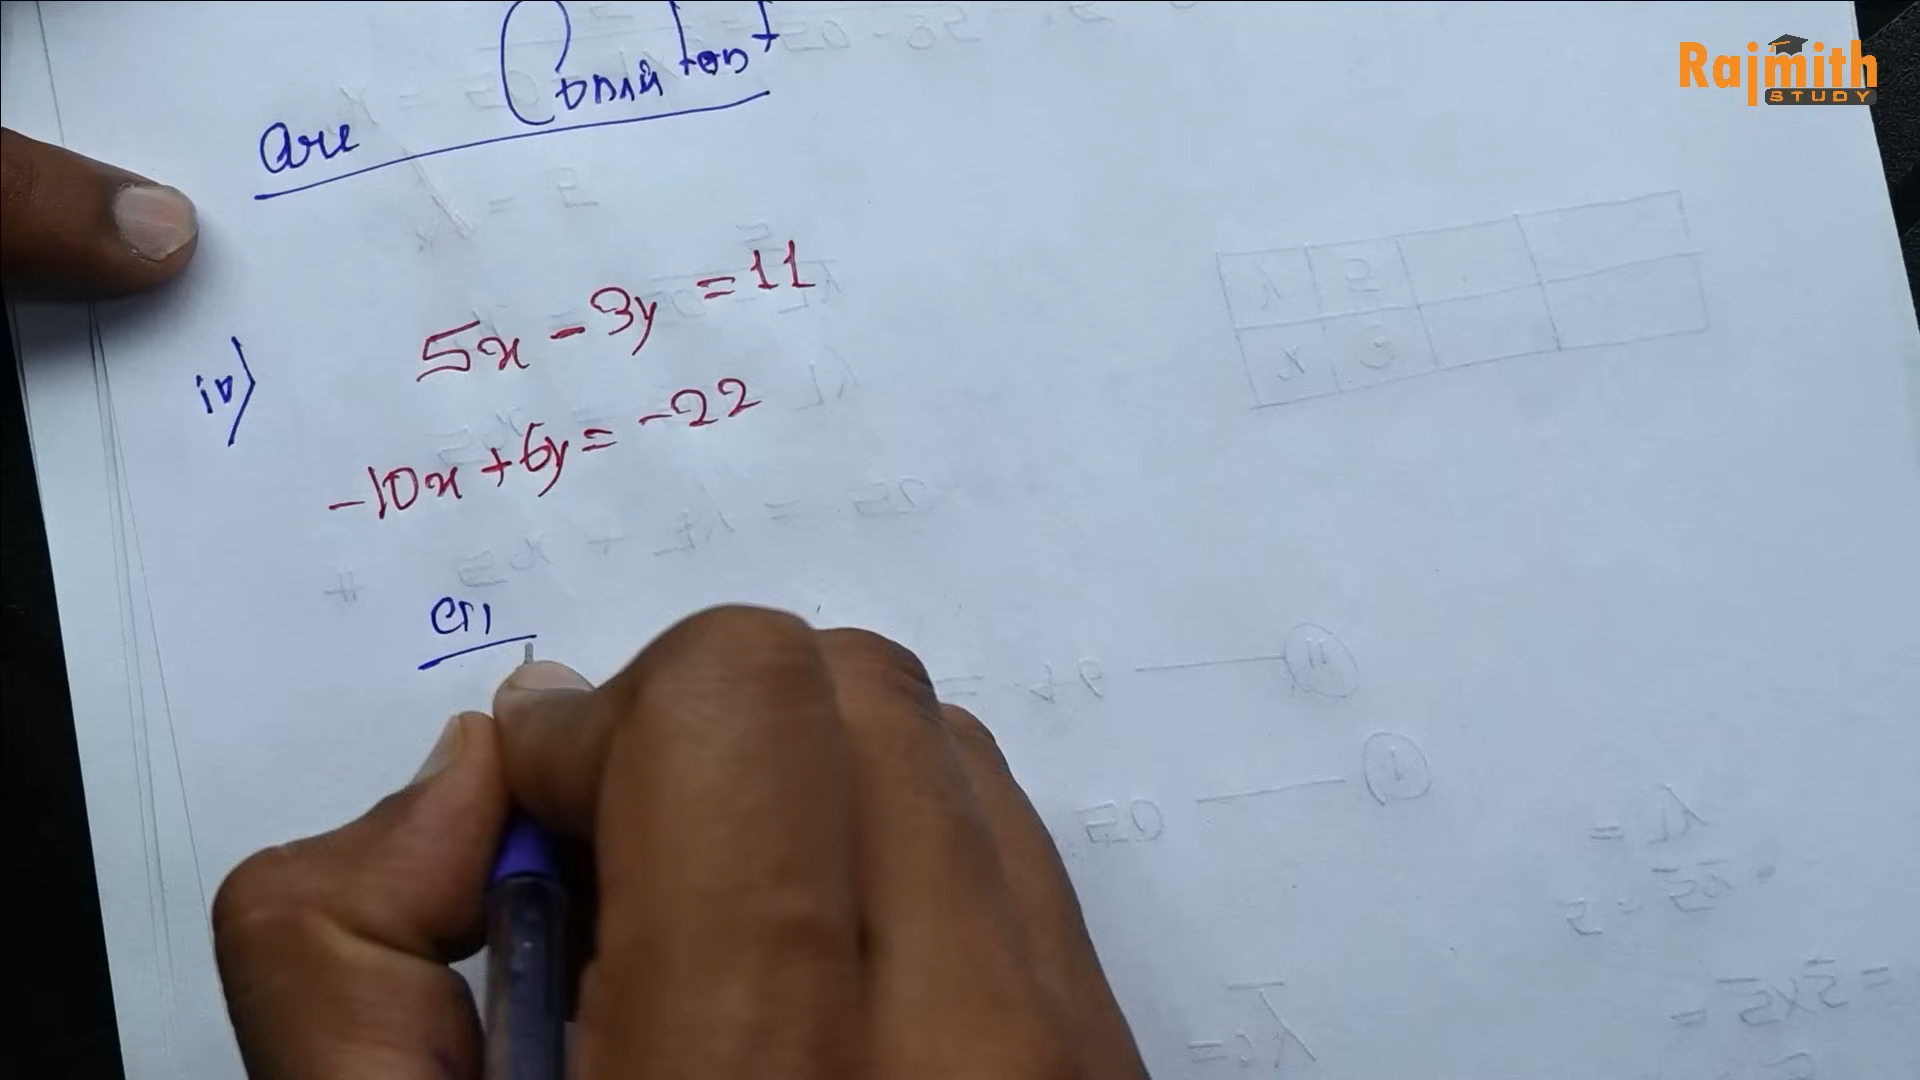 Rajmith
STUDY
are Consistent
iv) 5x - 3y = 11
-10x + 6y = -22
a1